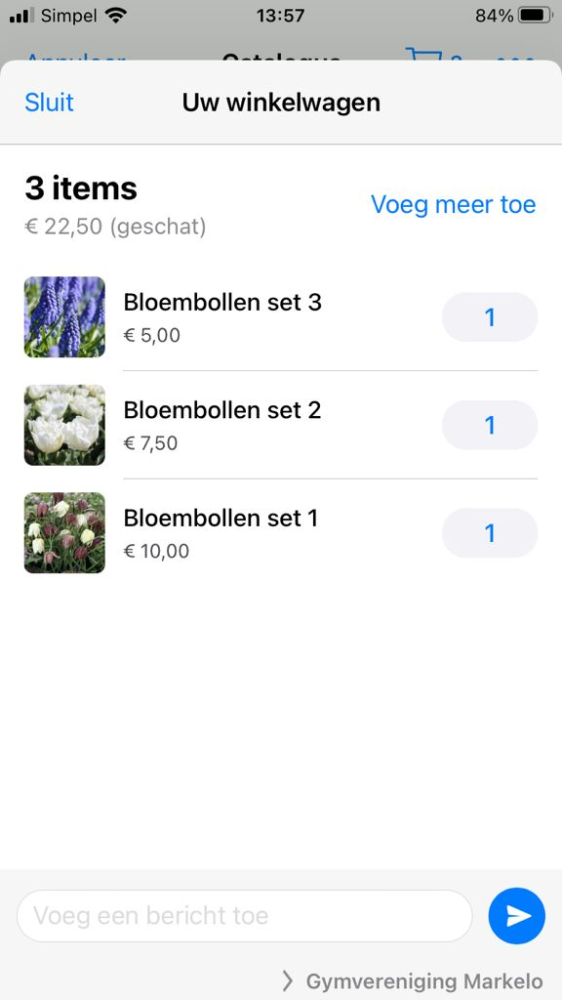 Simpel 13:57 84%
Sluit Uw winkelwagen
3 items
€ 22,50 (geschat)
Voeg meer toe
Bloembollen set 3
€ 5,00
1
Bloembollen set 2
€ 7,50
1
Bloembollen set 1
€ 10,00
1
Voeg een bericht toe
Gymvereniging Markelo